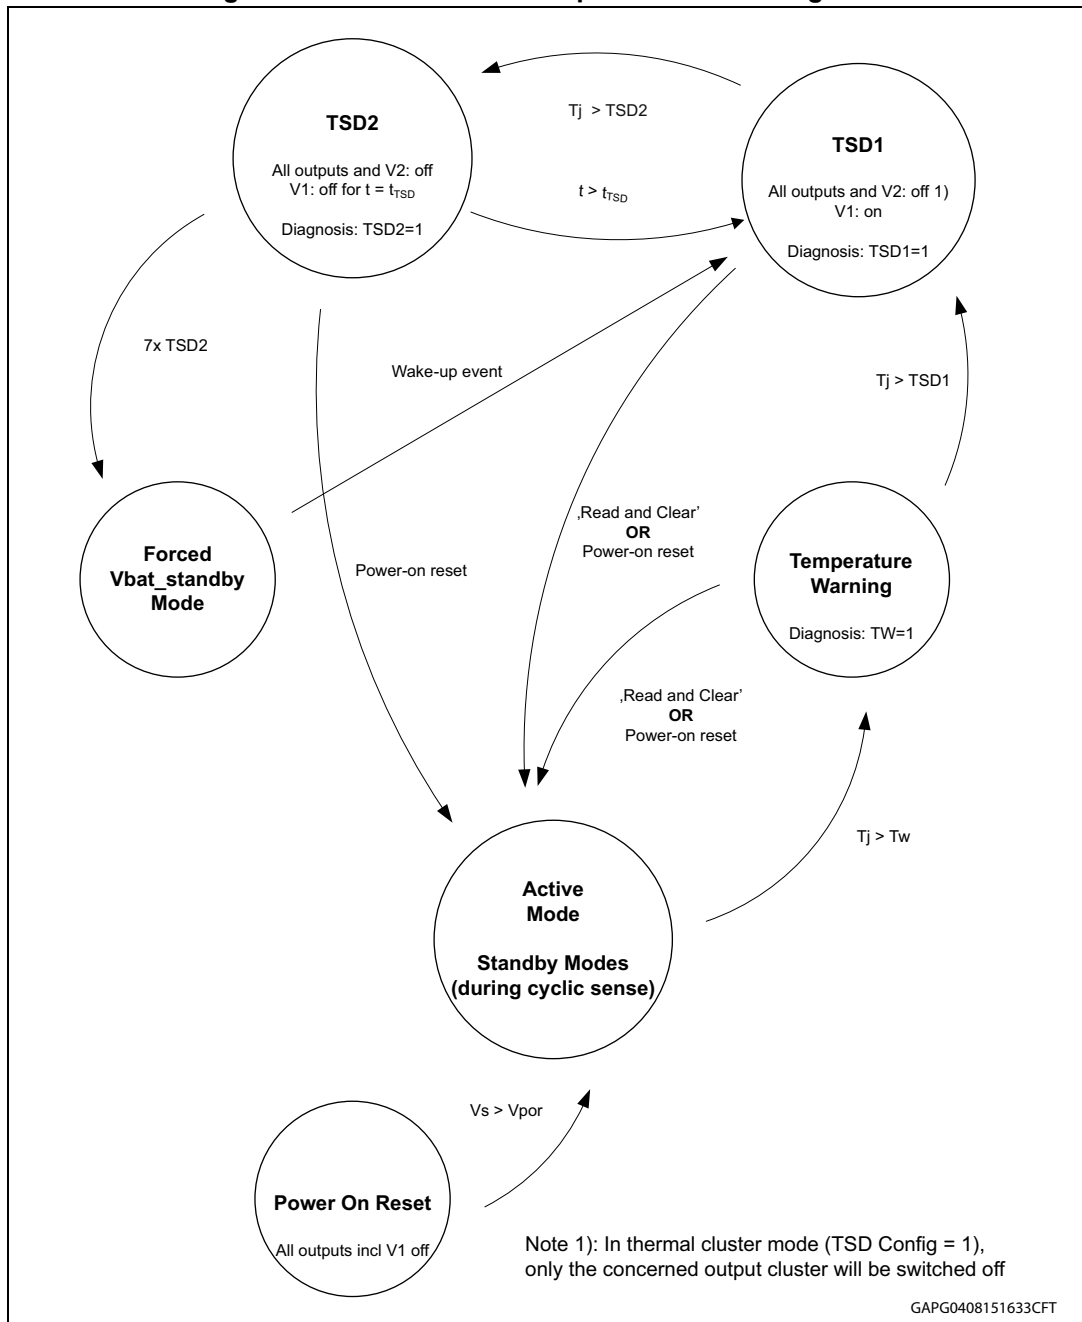 TSD2
All outputs and V2: off
V1: off for t = tTSD
Diagnosis: TSD2=1
Tj > TSD2
t > tTSD
TSD1
All outputs and V2: off 1)
V1: on
Diagnosis: TSD1=1
7x TSD2
Wake-up event
Tj > TSD1
Forced
Vbat_standby
Mode
Power-on reset
‚Read and Clear’
OR
Power-on reset
Temperature
Warning
Diagnosis: TW=1
‚Read and Clear’
OR
Power-on reset
Tj > Tw
Active
Mode
Standby Modes
(during cyclic sense)
Vs > Vpor
Power On Reset
All outputs incl V1 off
Note 1): In thermal cluster mode (TSD Config = 1),
only the concerned output cluster will be switched off
GAPG0408151633CFT